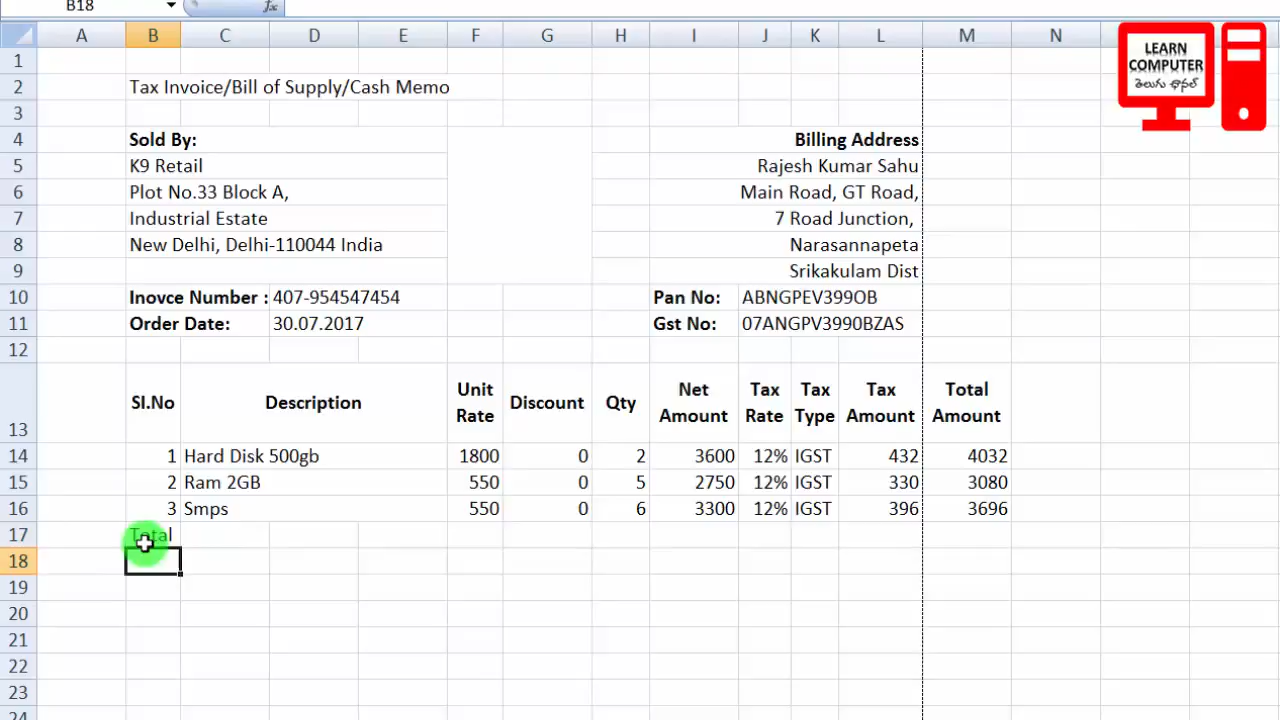 B18 fx
A B C D E F G H I J K L M N
LEARN
COMPUTER
తెలుగు ఛానల్
1
2 Tax Invoice/Bill of Supply/Cash Memo
3
4 Sold By: Billing Address
5 K9 Retail Rajesh Kumar Sahu
6 Plot No.33 Block A, Main Road, GT Road,
7 Industrial Estate 7 Road Junction,
8 New Delhi, Delhi-110044 India Narasannapeta
9 Srikakulam Dist
10 Inovce Number : 407-954547454 Pan No: ABNGPEV399OB
11 Order Date: 30.07.2017 Gst No: 07ANGPV3990BZAS
12
13 SI.No Description Unit Rate Discount Qty Net Amount Tax Rate Tax Type Tax Amount Total Amount
14 1 Hard Disk 500gb 1800 0 2 3600 12% IGST 432 4032
15 2 Ram 2GB 550 0 5 2750 12% IGST 330 3080
16 3 Smps 550 0 6 3300 12% IGST 396 3696
17 Total
18
19
20
21
22
23
24